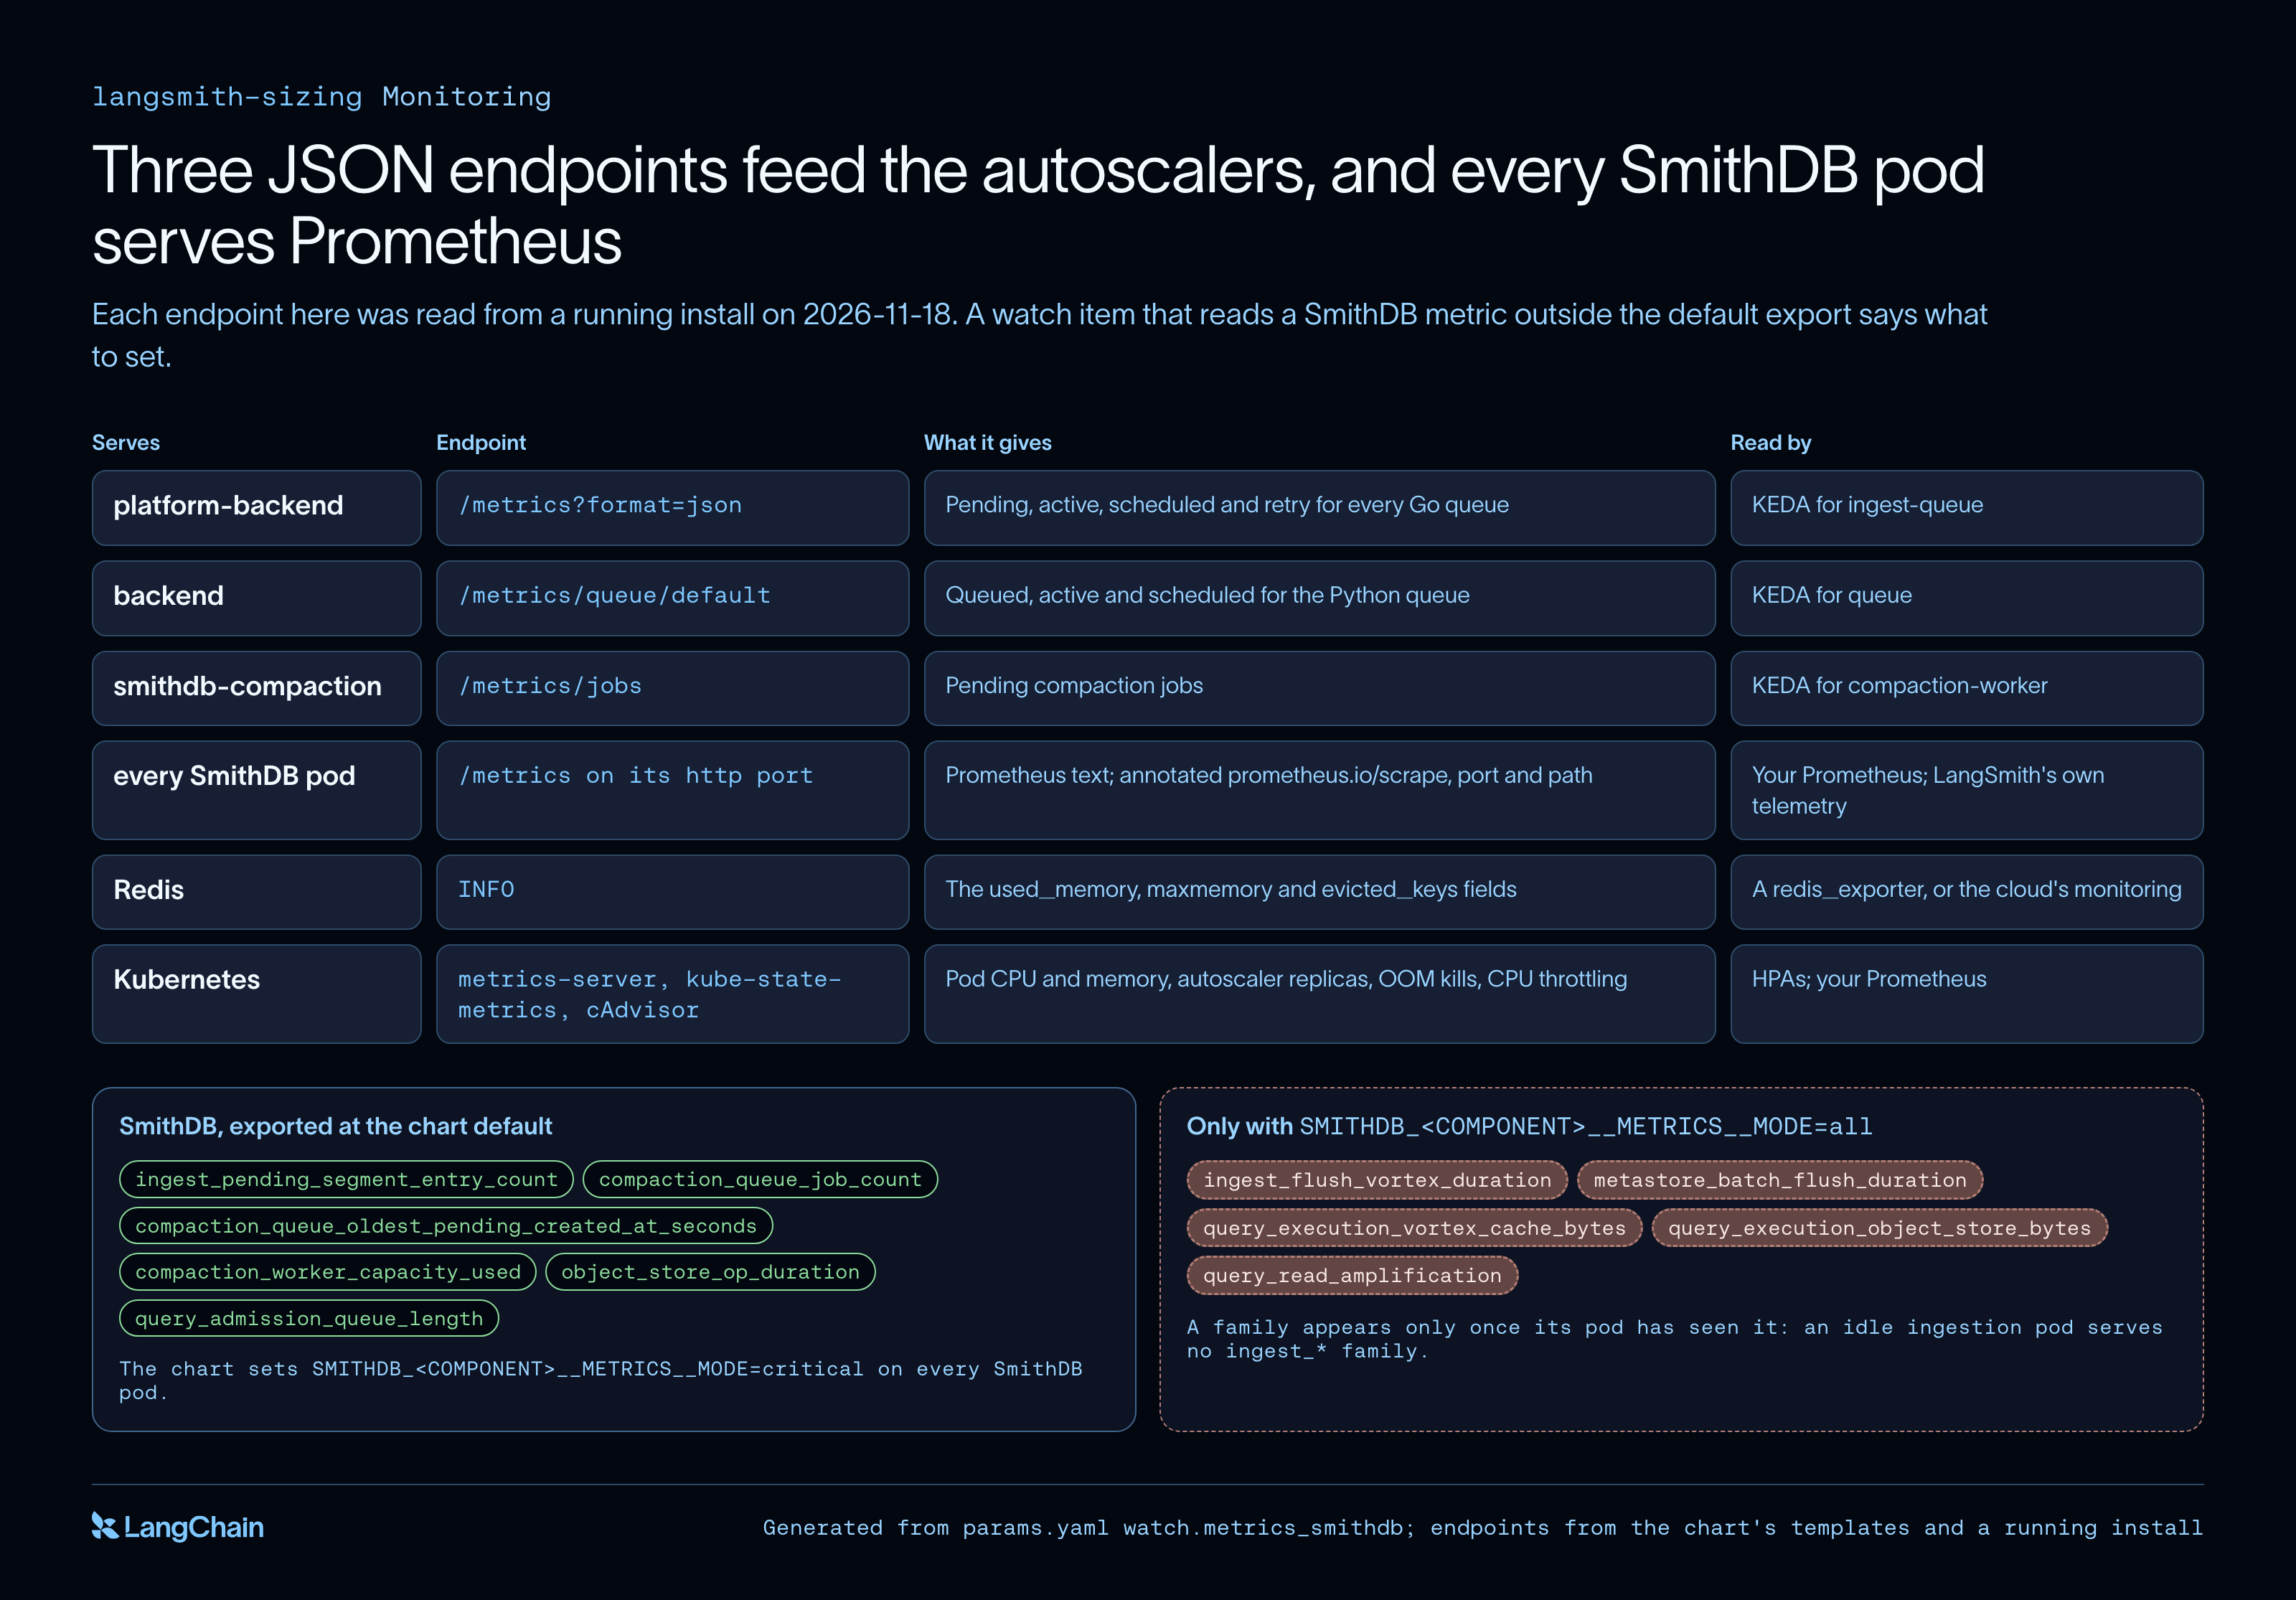 langsmith-sizing Monitoring
Three JSON endpoints feed the autoscalers, and every SmithDB pod
serves Prometheus
Each endpoint here was read from a running install on 2026-11-18. A watch item that reads a SmithDB metric outside the default export says what
to set.
Serves
Endpoint
What it gives
Read by
platform-backend
/metrics?format=json
Pending, active, scheduled and retry for every Go queue
KEDA for ingest-queue
backend
/metrics/queue/default
Queued, active and scheduled for the Python queue
KEDA for queue
smithdb-compaction
/metrics/jobs
Pending compaction jobs
KEDA for compaction-worker
every SmithDB pod
/metrics on its http port
Prometheus text; annotated prometheus.io/scrape, port and path
Your Prometheus; LangSmith's own
telemetry
Redis
INFO
The used_memory, maxmemory and evicted_keys fields
A redis_exporter, or the cloud's monitoring
Kubernetes
metrics-server, kube-state-
metrics, cAdvisor
Pod CPU and memory, autoscaler replicas, OOM kills, CPU throttling
HPAs; your Prometheus
SmithDB, exported at the chart default
ingest_pending_segment_entry_count compaction_queue_job_count
compaction_queue_oldest_pending_created_at_seconds
compaction_worker_capacity_used object_store_op_duration
query_admission_queue_length
The chart sets SMITHDB_<COMPONENT>__METRICS__MODE=critical on every SmithDB
pod.
Only with SMITHDB_<COMPONENT>__METRICS__MODE=all
ingest_flush_vortex_duration metastore_batch_flush_duration
query_execution_vortex_cache_bytes query_execution_object_store_bytes
query_read_amplification
A family appears only once its pod has seen it: an idle ingestion pod serves
no ingest_* family.
LangChain
Generated from params.yaml watch.metrics_smithdb; endpoints from the chart's templates and a running install